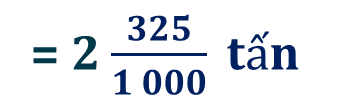 = 2 325/1 000 tấn